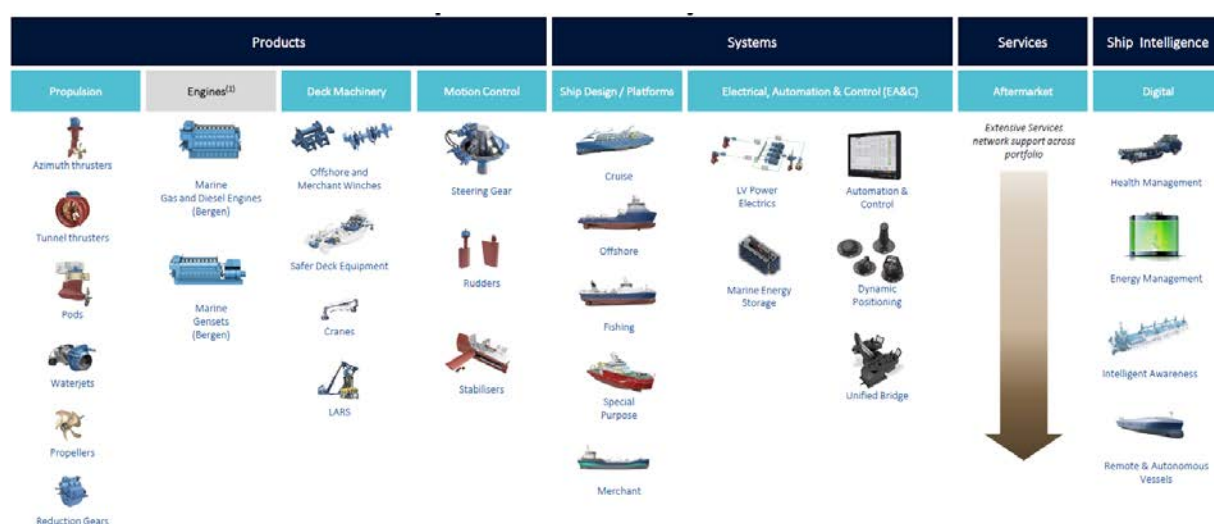 Products
Systems
Services
Ship Intelligence
Propulsion
Engines(1)
Deck Machinery
Motion Control
Ship Design / Platforms
Electrical, Automation & Control (EA&C)
Aftermarket
Digital
Azimuth thrusters
Tunnel thrusters
Pods
Waterjets
Propellers
Reduction Gears
Marine
Gas and Diesel Engines
(Bergen)
Marine
Gensets
(Bergen)
Offshore and
Merchant Winches
Safer Deck Equipment
Cranes
LARS
Steering Gear
Rudders
Stabilisers
Cruise
Offshore
Fishing
Special
Purpose
Merchant
LV Power
Electrics
Marine Energy
Storage
Automation &
Control
Dynamic
Positioning
Unified Bridge
Extensive Services
network support across
portfolio
Health Management
Energy Management
Intelligent Awareness
Remote & Autonomous
Vessels